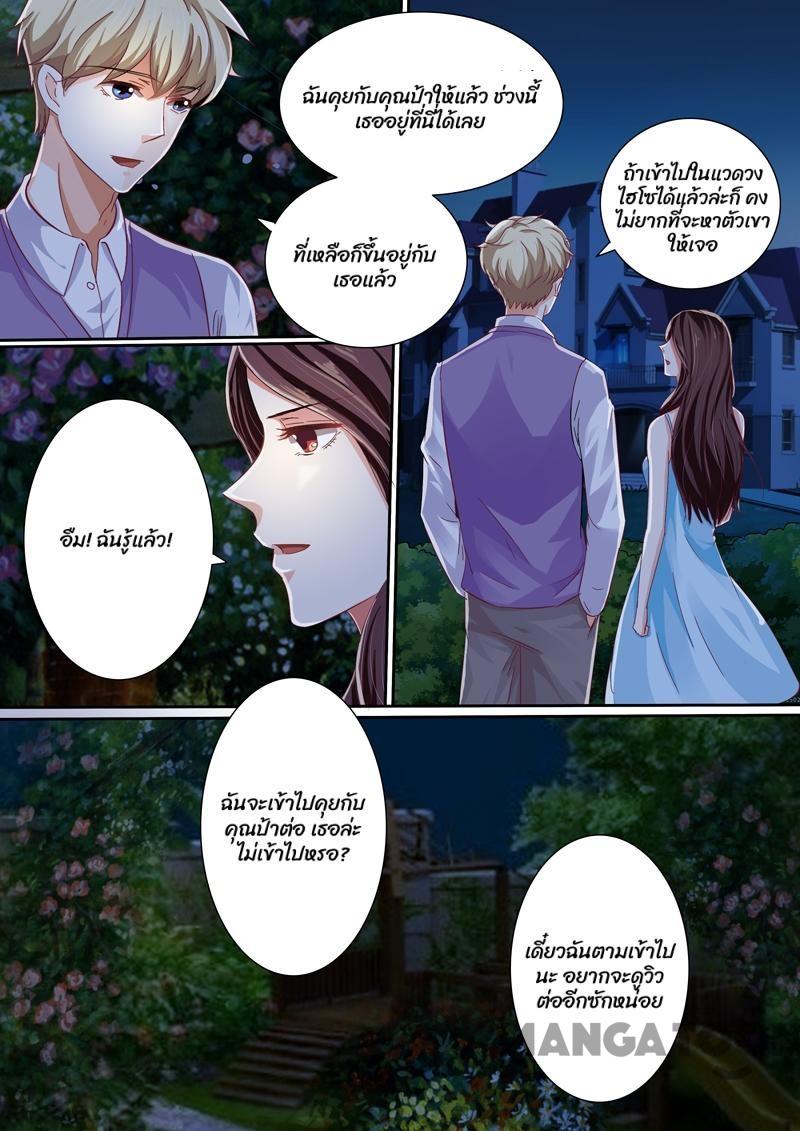 ฉันคุยกับคุณป้าให้แล้ว ช่วงนี้
เธออยู่ที่นี่ได้เลย
ที่เหลือก็ขึ้นอยู่กับ
เธอแล้ว
ถ้าเข้าไปในแวดวง
ไฮโซได้แล้วล่ะก็ คง
ไม่ยากที่จะหาตัวเขา
ให้เจอ
อืม! ฉันรู้แล้ว!
ฉันจะเข้าไปคุยกับ
คุณป้าต่อ เธอล่ะ
ไม่เข้าไปหรอ?
เดี๋ยวฉันตามเข้าไป
นะ อยากจะดูวิว
ต่ออีกซักหน่อย